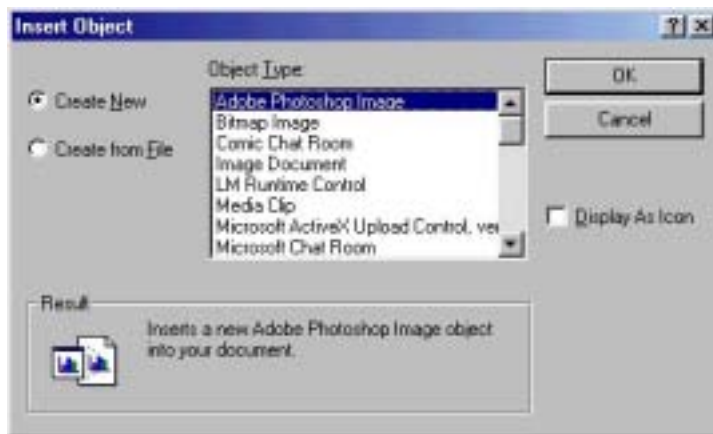 Insert Object
Object Type:
Create New
Create from File
Adobe Photoshop Image
Bitmap Image
Comic Chat Room
Image Document
LM Runtime Control
Media Clip
Microsoft ActiveX Upload Control, ver
Microsoft Chat Room
OK
Cancel
Display As Icon
Result
Inserts a new Adobe Photoshop Image object
into your document.